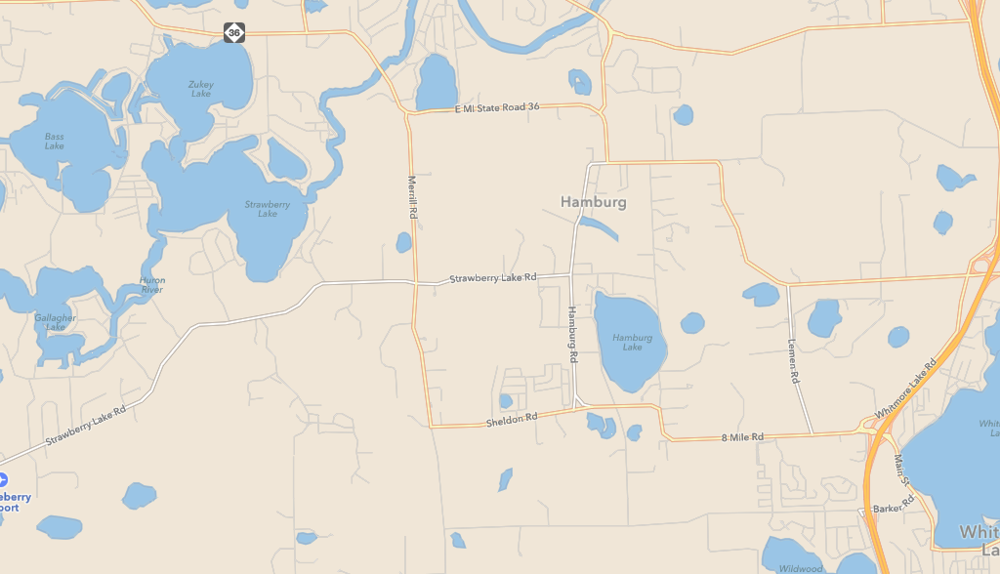 36
Zukey
Lake
E MI State Road 36
Bass
Lake
Merrill Rd
Hamburg
Strawberry
Lake
Huron
River
Strawberry Lake Rd
Gallagher
Lake
Hamburg Rd
Hamburg
Lake
Lemen Rd
Whitmore Lake Rd
Strawberry Lake Rd
Sheldon Rd
8 Mile Rd
Main St
Barker Rd
Wildwood